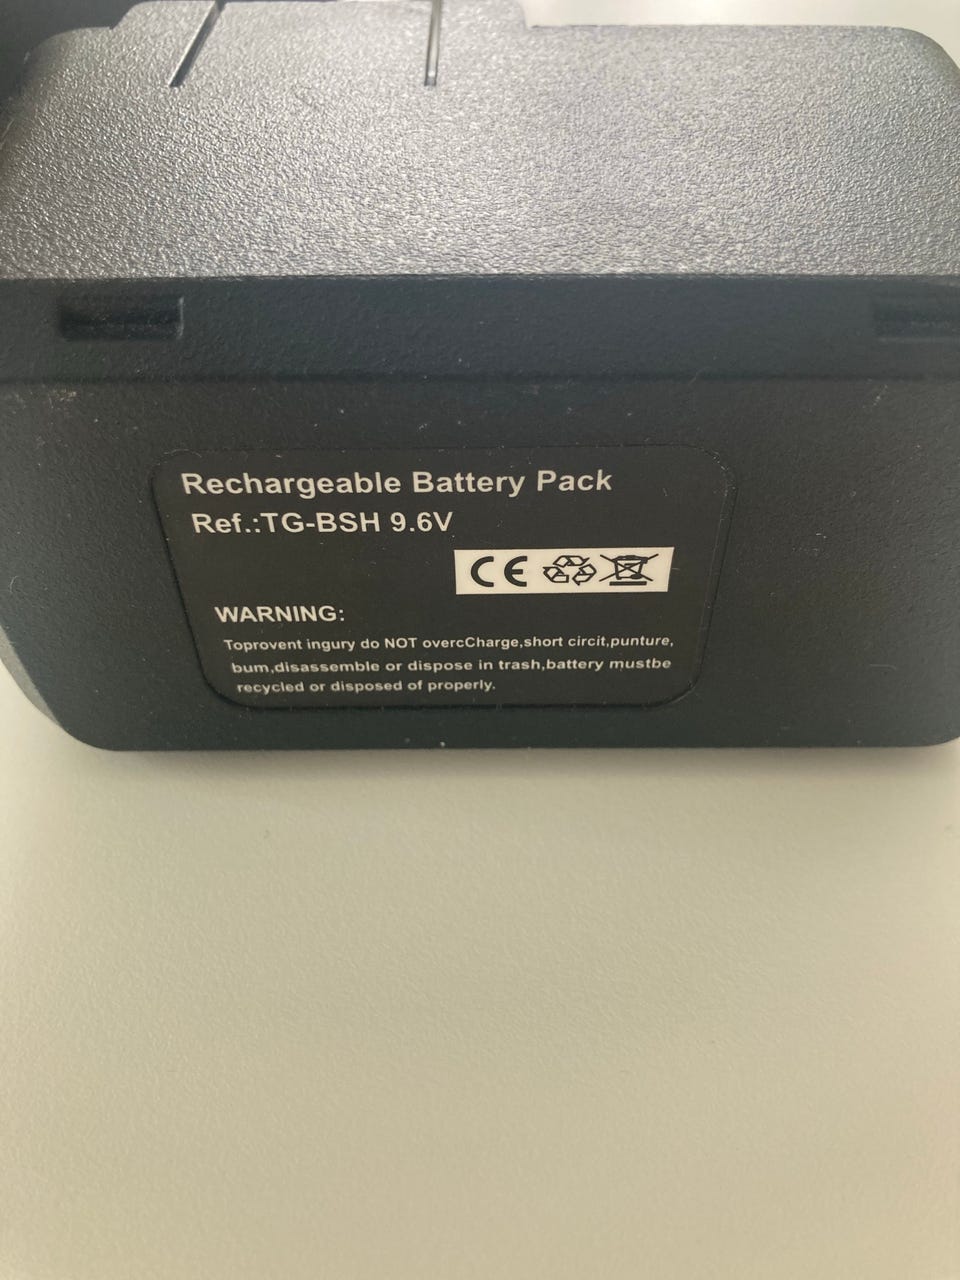 Rechargeable Battery Pack
Ref.:TG-BSH 9.6V
CE
WARNING:
Toprovent ingury do NOT overcCharge,short circit,punture,
bum,disassemble or dispose in trash,battery mustbe
recycled or disposed of properly.